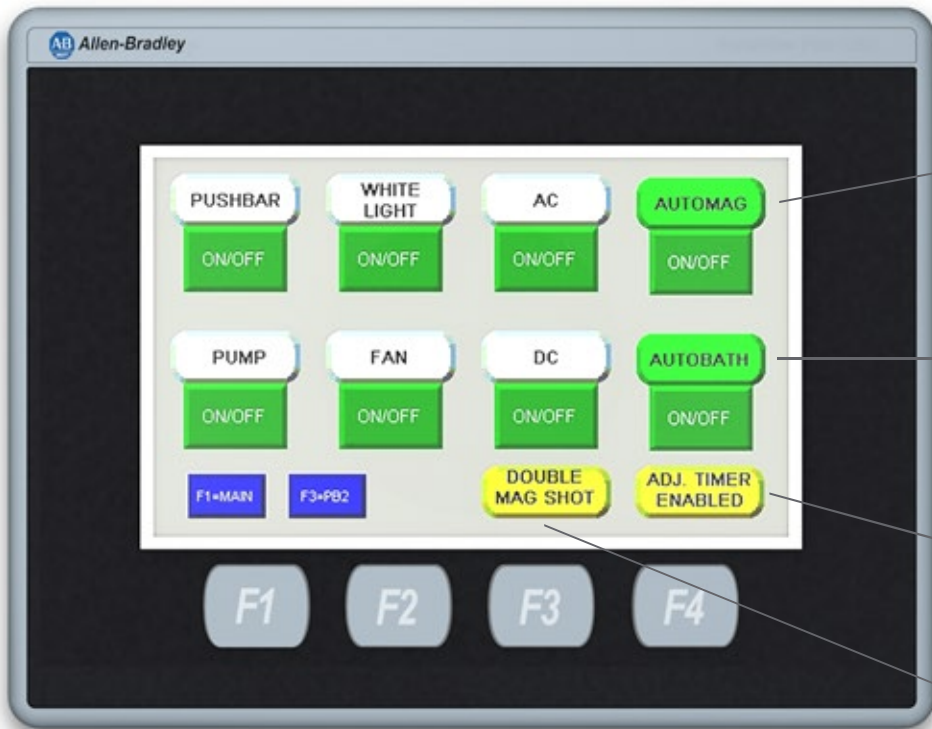 AB Allen-Bradley
PUSHBAR
WHITE
LIGHT
AC
AUTOMAG
ON/OFF
ON/OFF
ON/OFF
ON/OFF
PUMP
FAN
DC
AUTOBATH
ON/OFF
ON/OFF
ON/OFF
ON/OFF
F1=MAIN
F3=PB2
DOUBLE
MAG SHOT
ADJ. TIMER
ENABLED
F1
F2
F3
F4